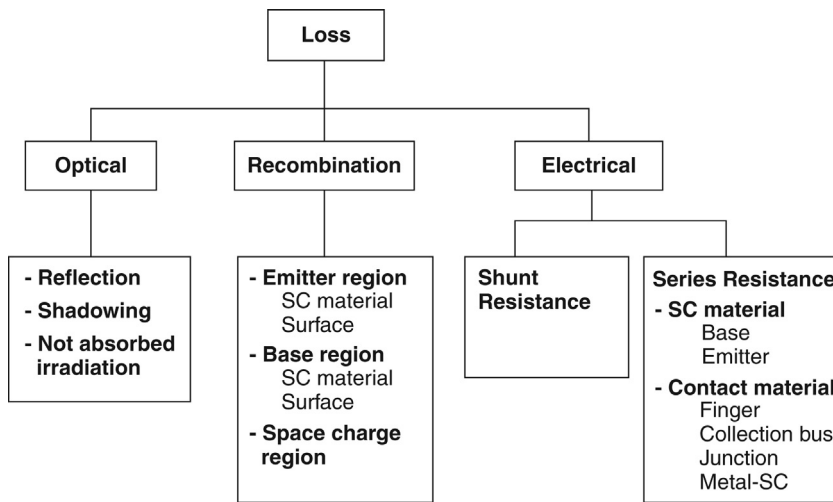 Loss
Optical
Recombination
Electrical
- Reflection
- Shadowing
- Not absorbed
irradiation
- Emitter region
SC material
Surface
- Base region
SC material
Surface
- Space charge
region
Shunt
Resistance
Series Resistance
- SC material
Base
Emitter
- Contact material
Finger
Collection bus
Junction
Metal-SC